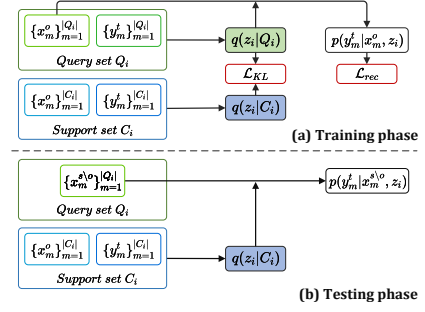 {x_m^o}_{m=1}^{|Q_i|} {y_m^t}_{m=1}^{|Q_i|} q(z_i|Q_i) p(y_m^t|x_m^o, z_i)
Query set Q_i
L_KL L_rec
{x_m^o}_{m=1}^{|C_i|} {y_m^t}_{m=1}^{|C_i|} q(z_i|C_i)
Support set C_i
(a) Training phase
{x_m^{s\o}}_{m=1}^{|Q_i|} p(y_m^t|x_m^{s\o}, z_i)
Query set Q_i
{x_m^o}_{m=1}^{|C_i|} {y_m^t}_{m=1}^{|C_i|} q(z_i|C_i)
Support set C_i
(b) Testing phase